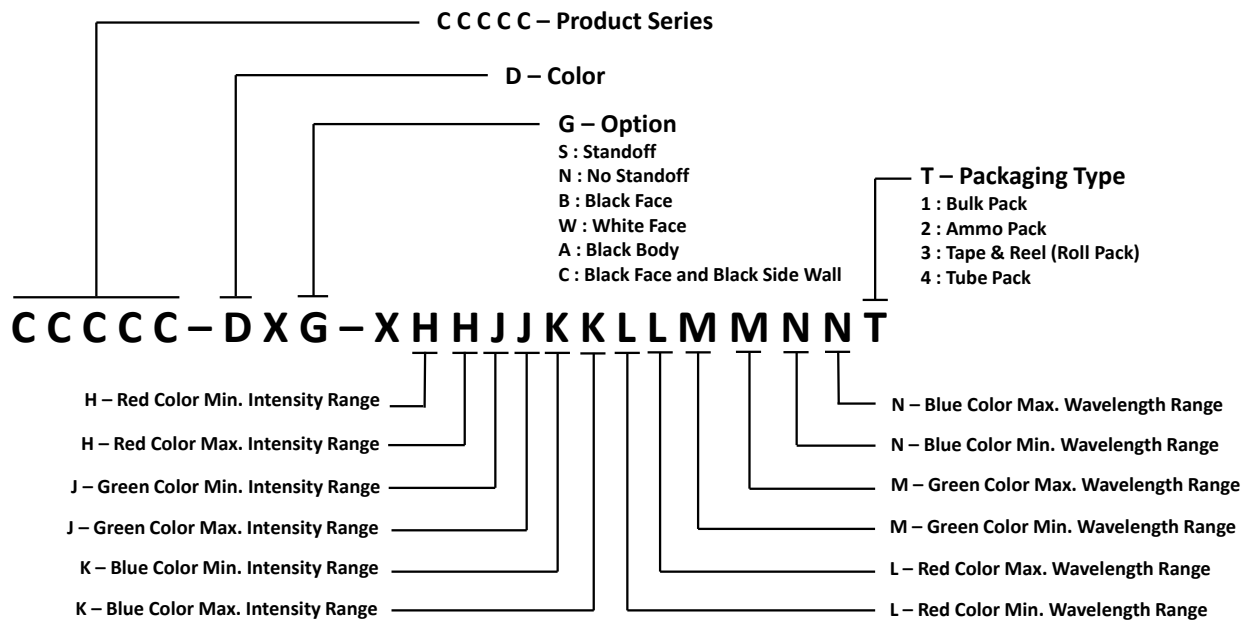 C C C C C – Product Series
D – Color
G – Option
S : Standoff
N : No Standoff
B : Black Face
W : White Face
A : Black Body
C : Black Face and Black Side Wall
T – Packaging Type
1 : Bulk Pack
2 : Ammo Pack
3 : Tape & Reel (Roll Pack)
4 : Tube Pack
C C C C C – D X G – X H H J J K K L L M M N N T
H – Red Color Min. Intensity Range
H – Red Color Max. Intensity Range
J – Green Color Min. Intensity Range
J – Green Color Max. Intensity Range
K – Blue Color Min. Intensity Range
K – Blue Color Max. Intensity Range
N – Blue Color Max. Wavelength Range
N – Blue Color Min. Wavelength Range
M – Green Color Max. Wavelength Range
M – Green Color Min. Wavelength Range
L – Red Color Max. Wavelength Range
L – Red Color Min. Wavelength Range